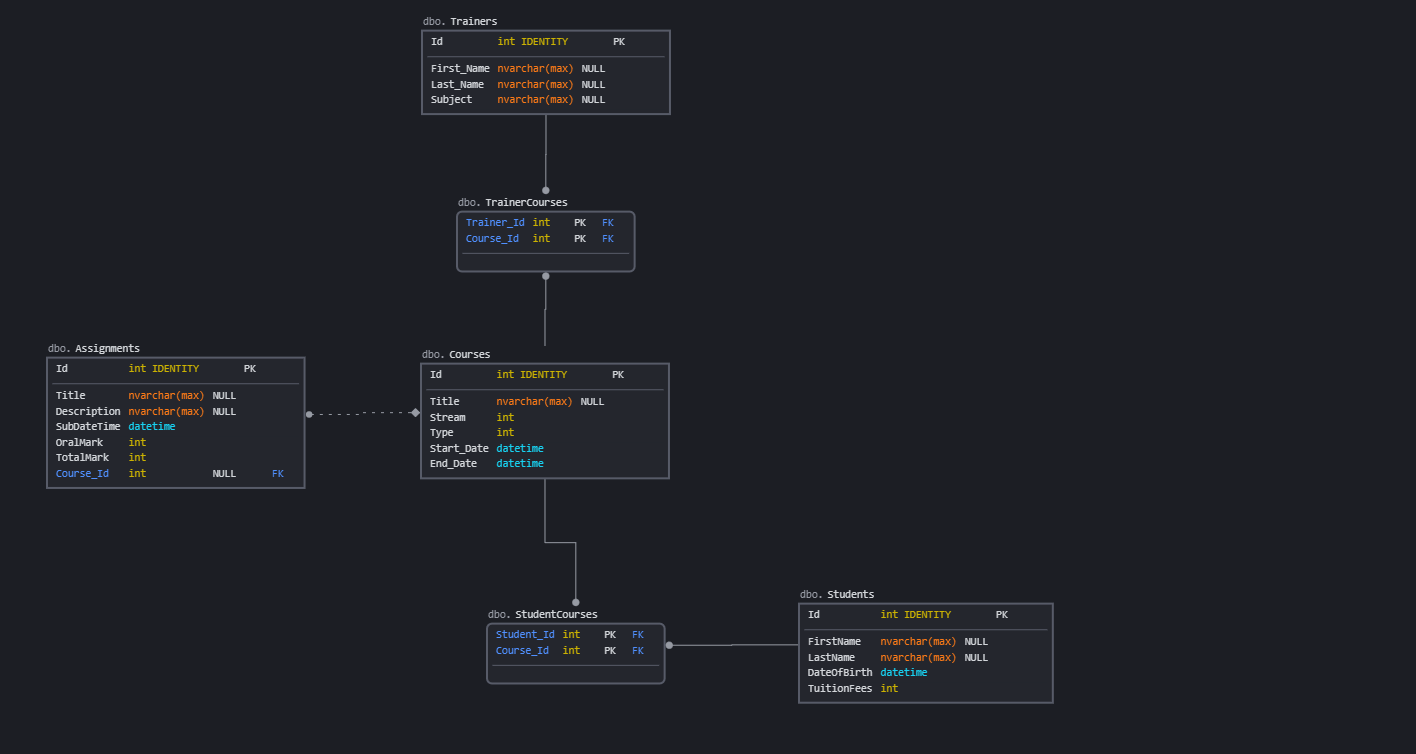 dbo. Trainers
Id int IDENTITY PK
First_Name nvarchar(max) NULL
Last_Name nvarchar(max) NULL
Subject nvarchar(max) NULL
dbo. TrainerCourses
Trainer_Id int PK FK
Course_Id int PK FK
dbo. Assignments
Id int IDENTITY PK
Title nvarchar(max) NULL
Description nvarchar(max) NULL
SubDateTime datetime
OralMark int
TotalMark int
Course_Id int NULL FK
dbo. Courses
Id int IDENTITY PK
Title nvarchar(max) NULL
Stream int
Type int
Start_Date datetime
End_Date datetime
dbo. StudentCourses
Student_Id int PK FK
Course_Id int PK FK
dbo. Students
Id int IDENTITY PK
FirstName nvarchar(max) NULL
LastName nvarchar(max) NULL
DateOfBirth datetime
TuitionFees int